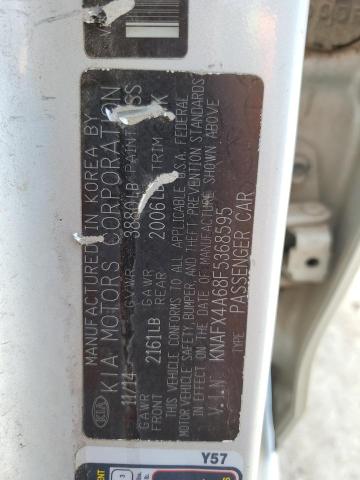 KIA
MANUFACTURED IN KOREA BY
KIA MOTORS CORPORATION
11/14 GVWR LB PAINT
GAWR FRONT 2161LB GAWR REAR 2006LB TRIM
THIS VEHICLE CONFORMS TO ALL APPLICABLE U.S.A. FEDERAL
MOTOR VEHICLE SAFETY, BUMPER, AND THEFT PREVENTION STANDARDS
IN EFFECT ON THE DATE OF MANUFACTURE SHOWN ABOVE
V.I.N KNAFX4A68F5368595
TYPE PASSENGER CAR
Y57